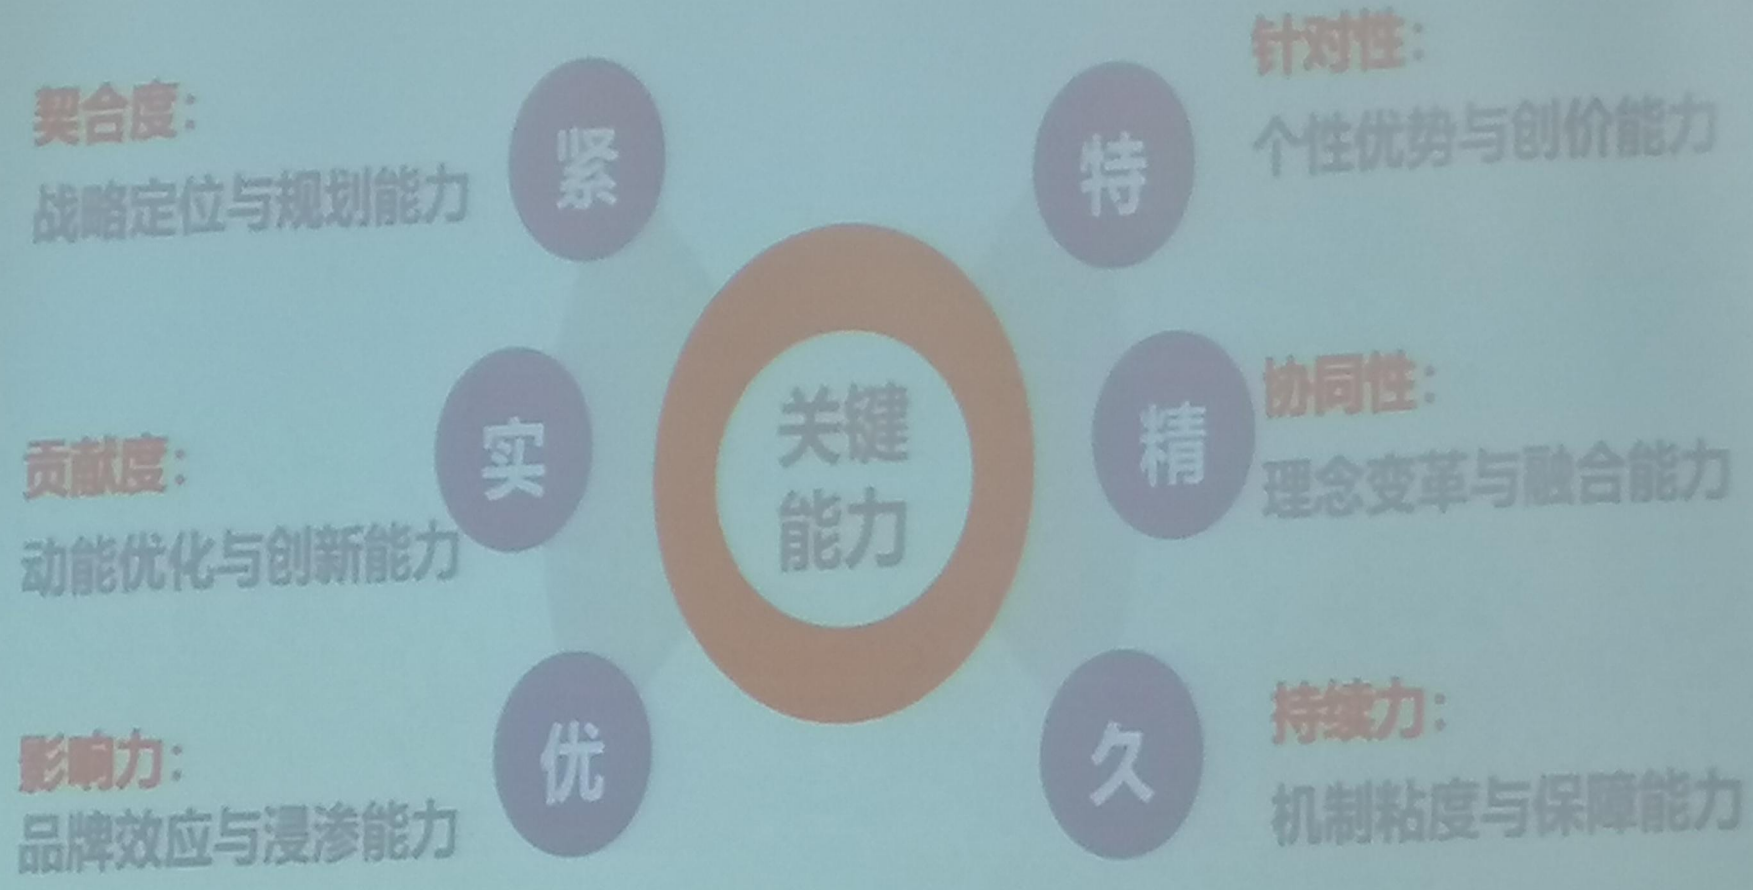 契合度：
战略定位与规划能力
紧
贡献度：
动能优化与创新能力
实
影响力：
品牌效应与浸渗能力
优
关键
能力
特
针对性：
个性优势与创价能力
精
协同性：
理念变革与融合能力
久
持续力：
机制粘度与保障能力